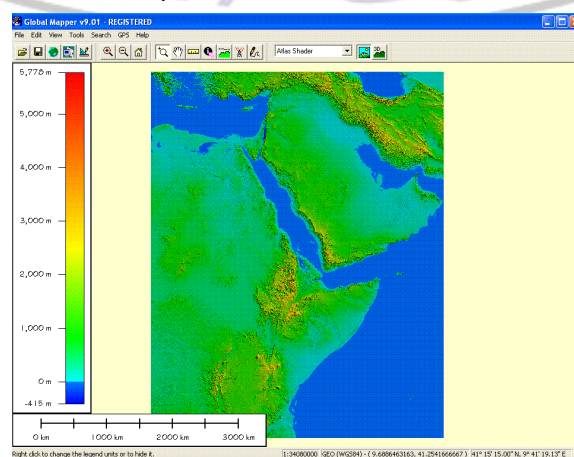 Global Mapper v9.01 - REGISTERED
File Edit View Tools Search GPS Help
Atlas Shader
3D
5,778 m
5,000 m
4,000 m
3,000 m
2,000 m
1,000 m
0 m
-415 m
0 km 1000 km 2000 km 3000 km
Right click to change the legend units or to hide it. 1:34080000 GEO (WGS84) - ( 9.6886463163, 41.2541666667 ) 41° 15' 15.00" N, 9° 41' 19.13" E